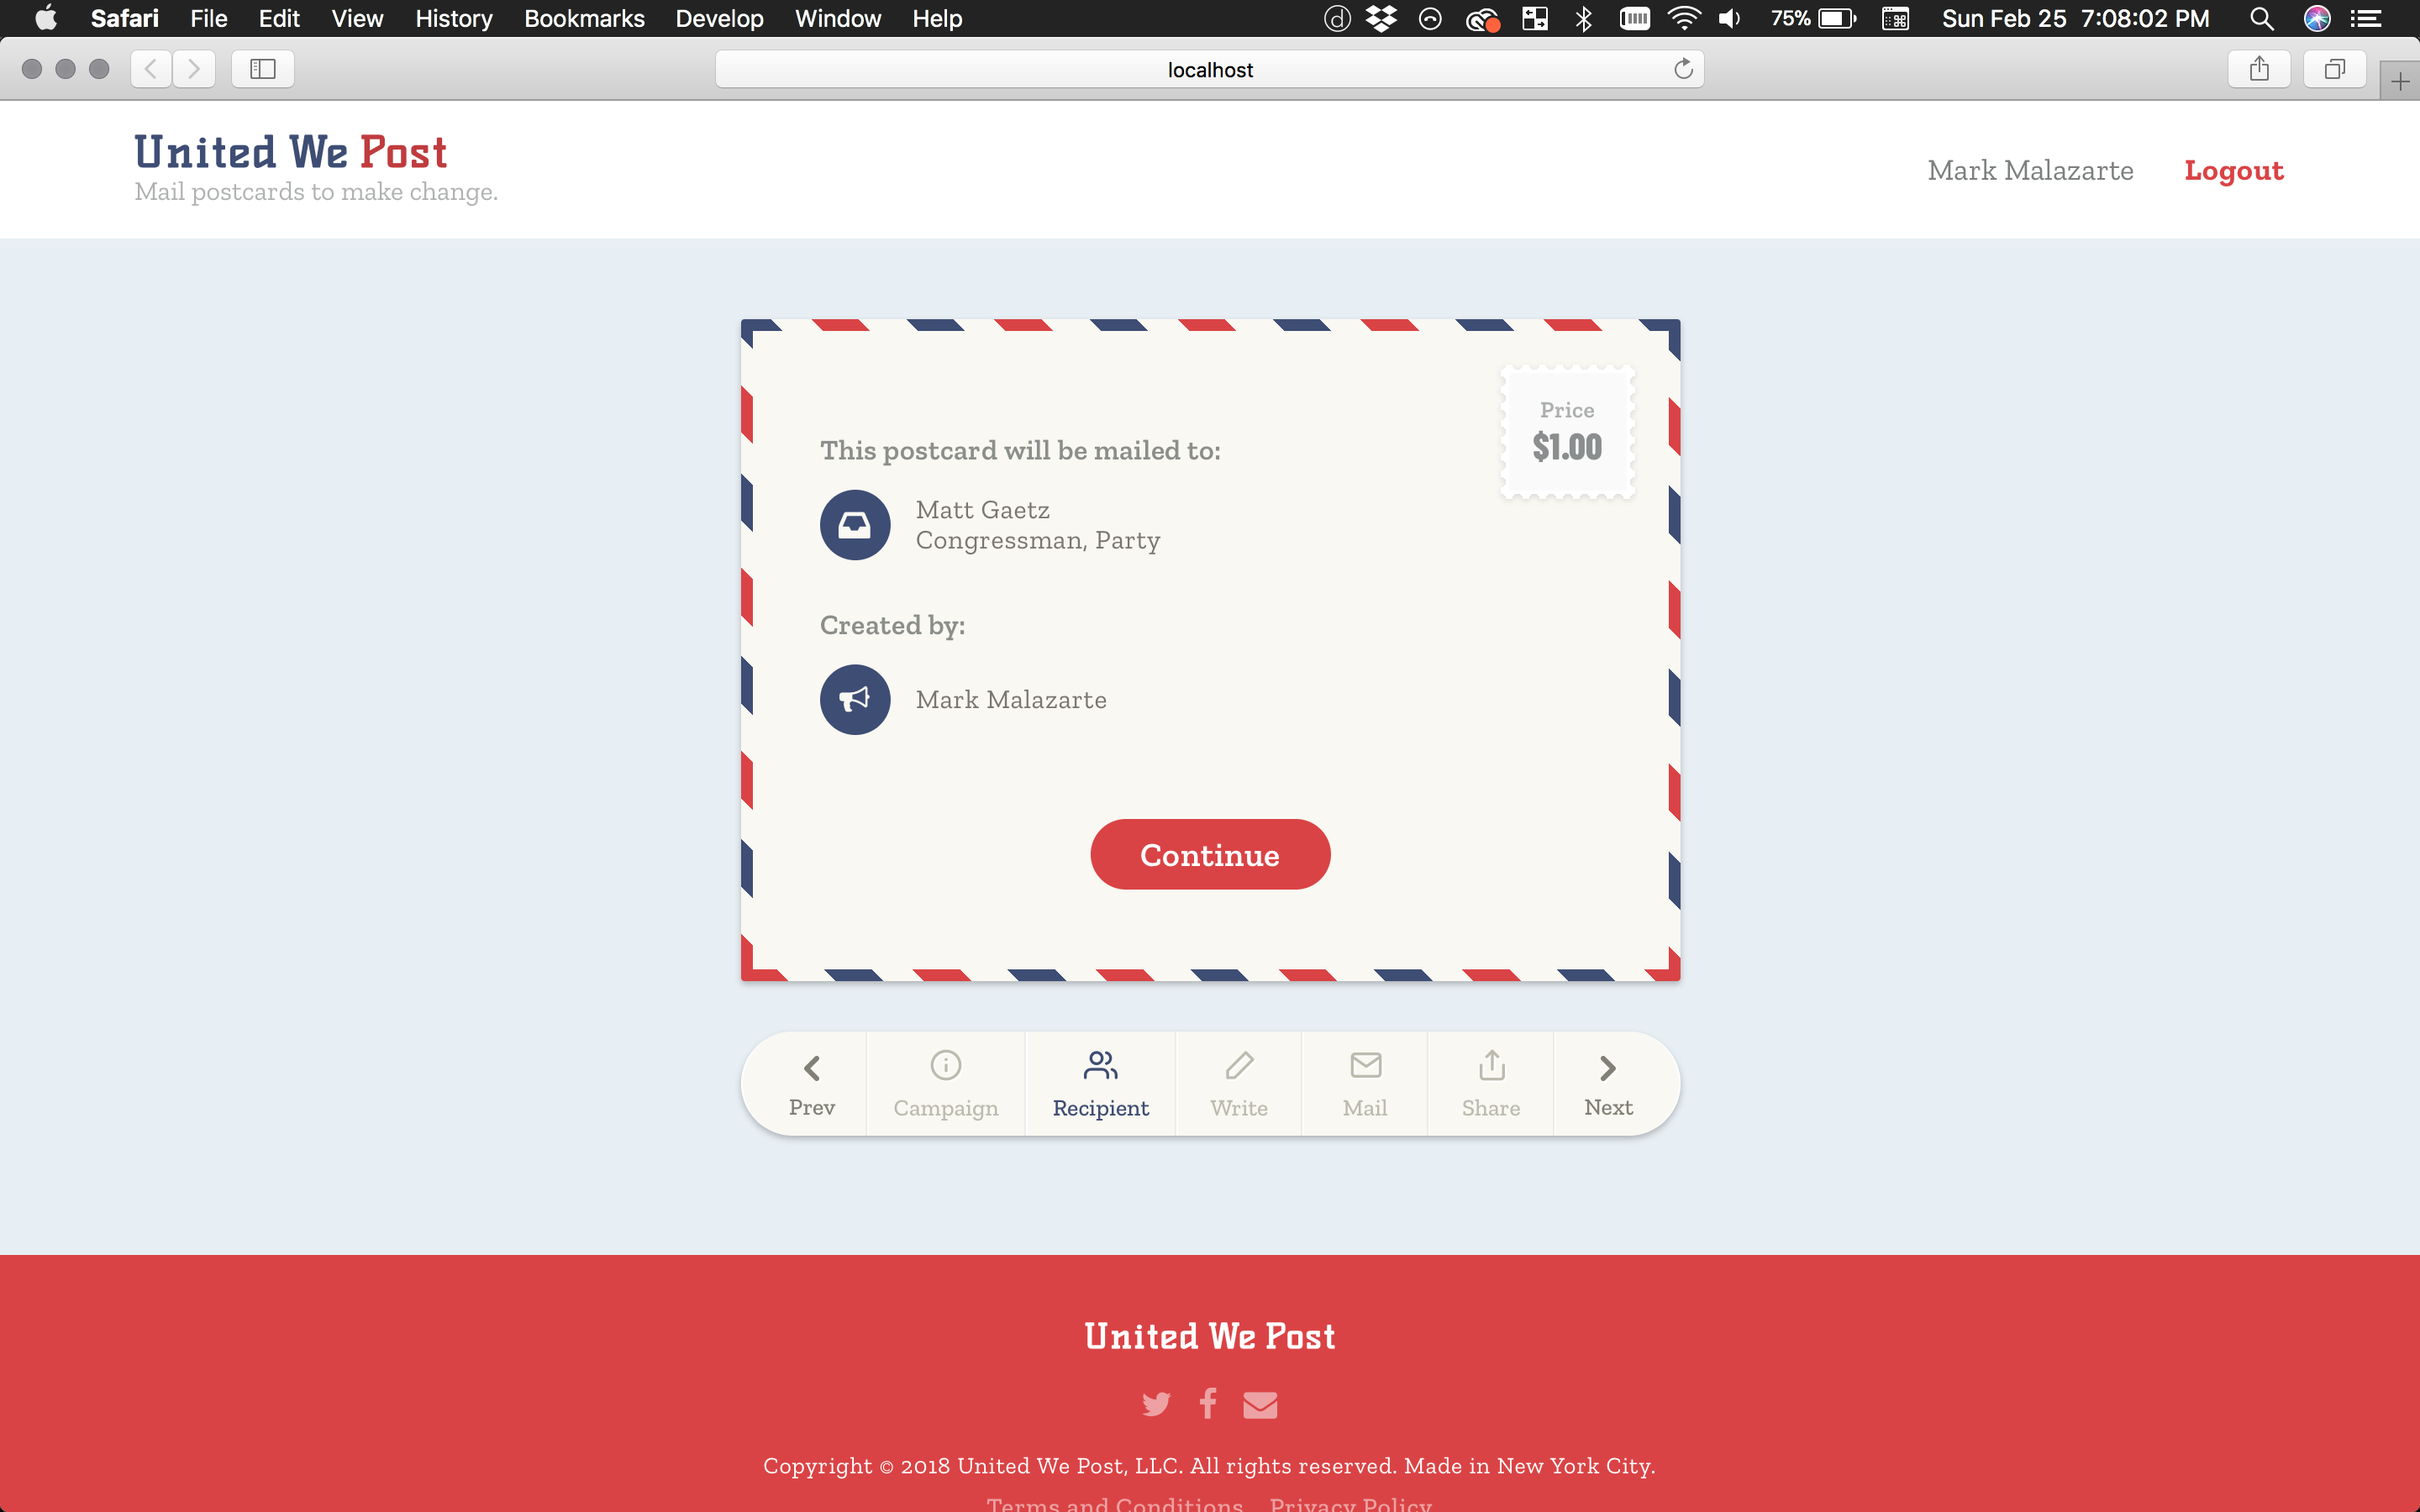 Safari File Edit View History Bookmarks Develop Window Help 75% Sun Feb 25 7:08:02 PM
localhost
United We Post
Mail postcards to make change.
Mark Malazarte Logout
Price
$1.00
This postcard will be mailed to:
Matt Gaetz
Congressman, Party
Created by:
Mark Malazarte
Continue
Prev Campaign Recipient Write Mail Share Next
United We Post
Copyright © 2018 United We Post, LLC. All rights reserved. Made in New York City.
Terms and Conditions Privacy Policy